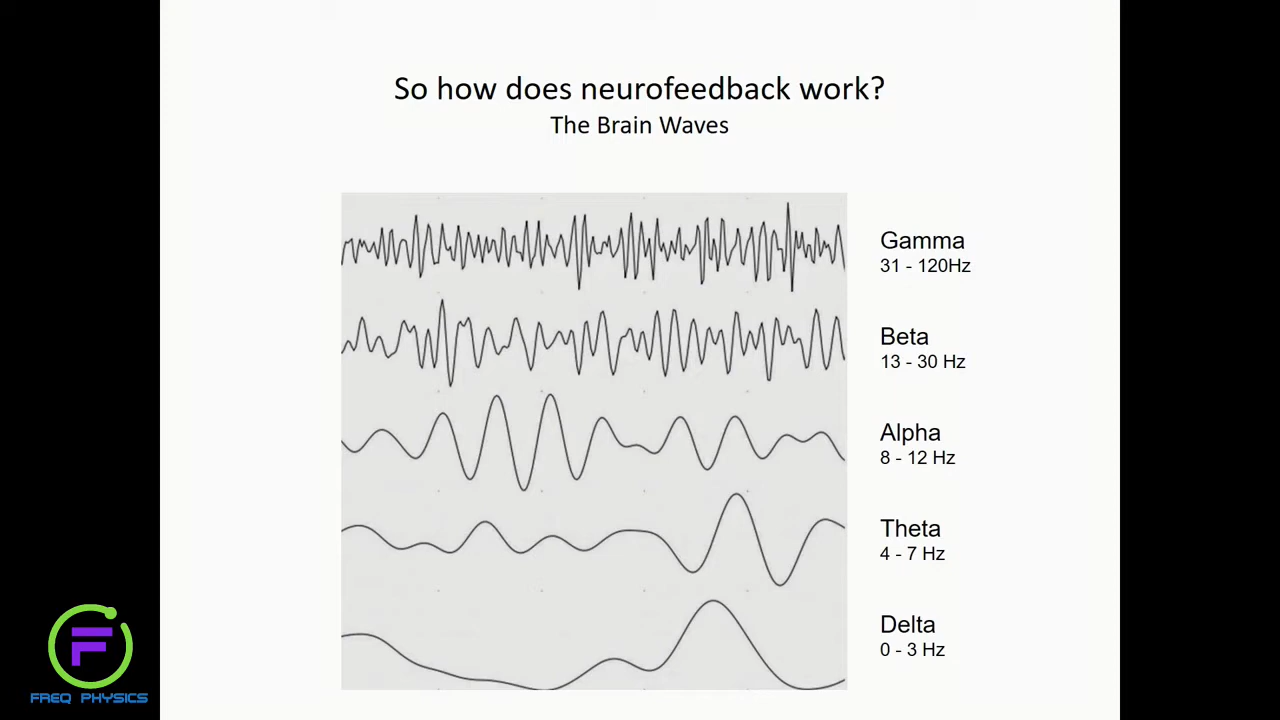 So how does neurofeedback work?
The Brain Waves
Gamma
31 - 120Hz
Beta
13 - 30 Hz
Alpha
8 - 12 Hz
Theta
4 - 7 Hz
Delta
0 - 3 Hz
F
FREQ PHYSICS